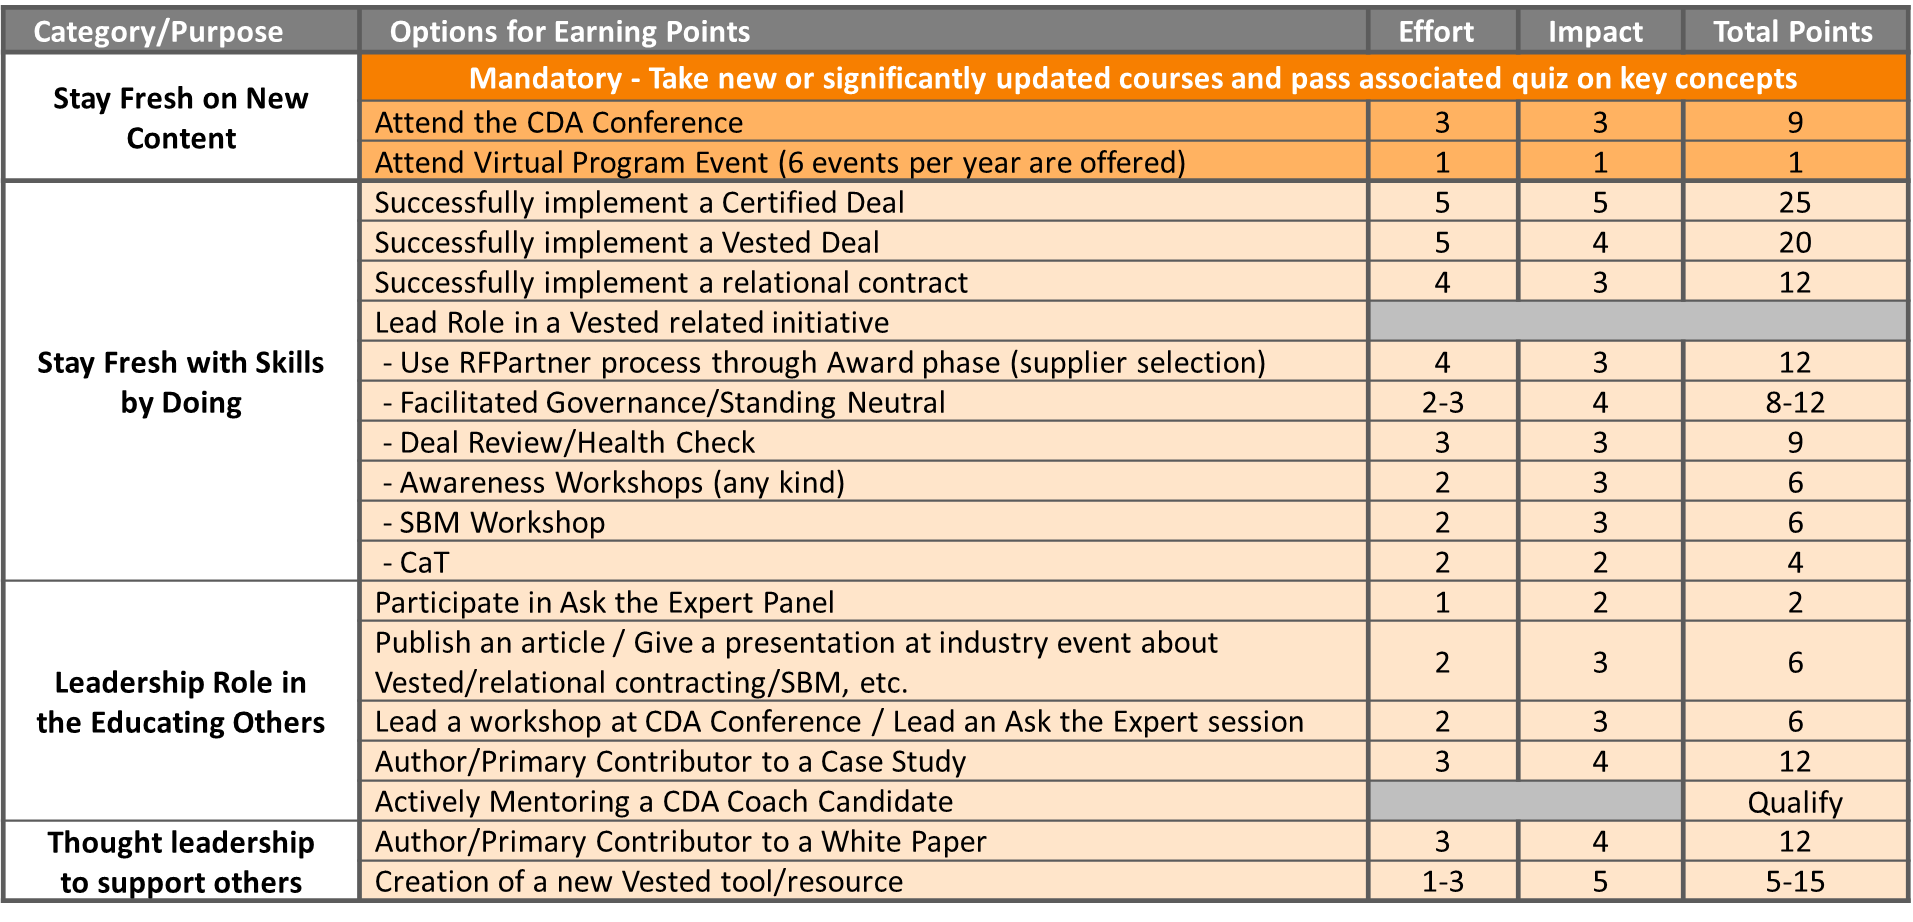 Category/Purpose Options for Earning Points Effort Impact Total Points
Stay Fresh on New
Content
Mandatory - Take new or significantly updated courses and pass associated quiz on key concepts
Attend the CDA Conference 3 3 9
Attend Virtual Program Event (6 events per year are offered) 1 1 1
Stay Fresh with Skills
by Doing
Successfully implement a Certified Deal 5 5 25
Successfully implement a Vested Deal 5 4 20
Successfully implement a relational contract 4 3 12
Lead Role in a Vested related initiative
- Use RFPartner process through Award phase (supplier selection) 4 3 12
- Facilitated Governance/Standing Neutral 2-3 4 8-12
- Deal Review/Health Check 3 3 9
- Awareness Workshops (any kind) 2 3 6
- SBM Workshop 2 3 6
- CaT 2 2 4
Leadership Role in
the Educating Others
Participate in Ask the Expert Panel 1 2 2
Publish an article / Give a presentation at industry event about
Vested/relational contracting/SBM, etc. 2 3 6
Lead a workshop at CDA Conference / Lead an Ask the Expert session 2 3 6
Author/Primary Contributor to a Case Study 3 4 12
Actively Mentoring a CDA Coach Candidate Qualify
Thought leadership
to support others
Author/Primary Contributor to a White Paper 3 4 12
Creation of a new Vested tool/resource 1-3 5 5-15